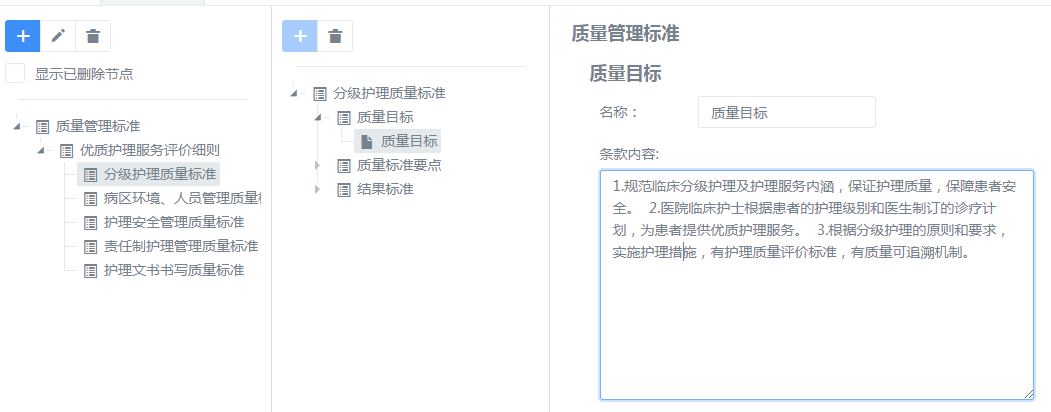 显示已删除节点
质量管理标准
优质护理服务评价细则
分级护理质量标准
病区环境、人员管理质量
护理安全管理质量标准
责任制护理管理质量标准
护理文书书写质量标准
分级护理质量标准
质量目标
质量目标
质量标准要点
结果标准
质量管理标准
质量目标
名称：
质量目标
条款内容:
1.规范临床分级护理及护理服务内涵，保证护理质量，保障患者安
全。 2.医院临床护士根据患者的护理级别和医生制订的诊疗计
划，为患者提供优质护理服务。 3.根据分级护理的原则和要求，
实施护理措施，有护理质量评价标准，有质量可追溯机制。